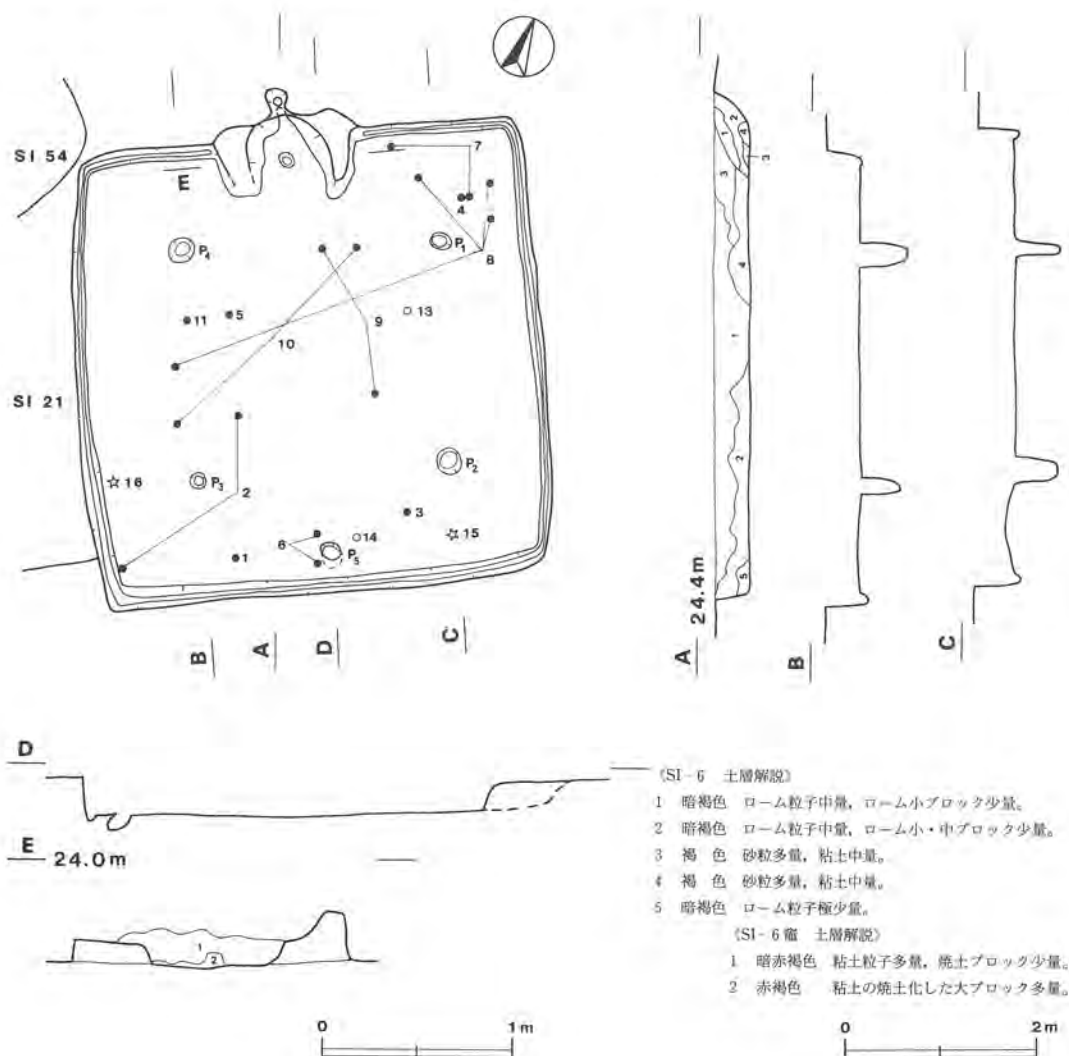 SI 54
SI 21
E
P4
P1
P3
P2
P5
7
4
8
13
11
5
9
10
16
2
3
6
14
15
1
B
A
D
C
2
1
4
3
3
4
1
2
5
A
24.4m
B
C
D
E 24.0m
1
2
《SI-6 土層解説》
1 暗褐色 ローム粒子中量,ローム小ブロック少量。
2 暗褐色 ローム粒子中量,ローム小・中ブロック少量。
3 褐色 砂粒多量,粘土中量。
4 褐色 砂粒多量,粘土中量。
5 暗褐色 ローム粒子極少量。
《SI-6竈 土層解説》
1 暗赤褐色 粘土粒子多量,焼土ブロック少量。
2 赤褐色 粘土の焼土化した大ブロック多量。
0 1m
0 2m